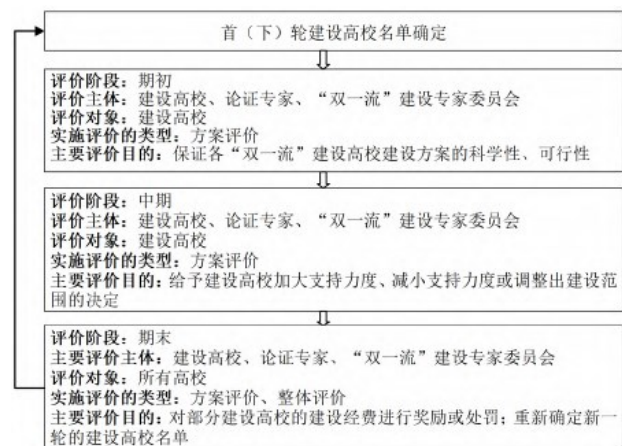 首（下）轮建设高校名单确定
评价阶段：期初
评价主体：建设高校、论证专家、“双一流”建设专家委员会
评价对象：建设高校
实施评价的类型：方案评价
主要评价目的：保证各“双一流”建设高校建设方案的科学性、可行性
评价阶段：中期
评价主体：建设高校、论证专家、“双一流”建设专家委员会
评价对象：建设高校
实施评价的类型：方案评价
主要评价目的：给予建设高校加大支持力度、减小支持力度或调整出建设范
围的决定
评价阶段：期末
主要评价主体：建设高校、论证专家、“双一流”建设专家委员会
评价对象：所有高校
实施评价的类型：方案评价、整体评价
主要评价目的：对部分建设高校的建设经费进行奖励或处罚；重新确定新一
轮的建设高校名单